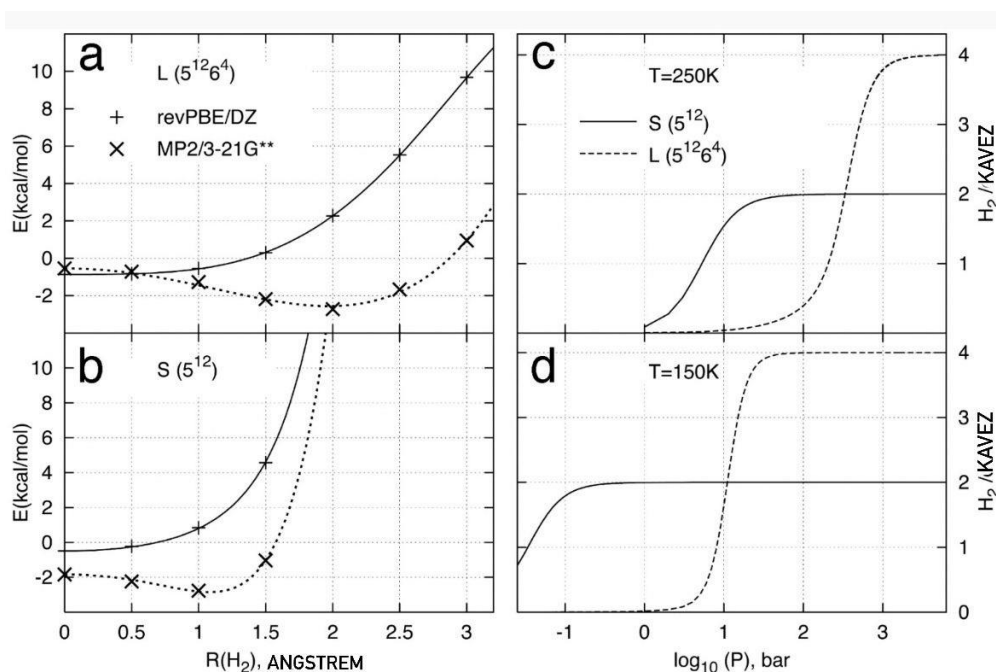 a
L (5¹²6⁴)
revPBE/DZ
MP2/3-21G**
E(kcal/mol)
10
8
6
4
2
0
-2
b
S (5¹²)
E(kcal/mol)
10
8
6
4
2
0
-2
0 0.5 1 1.5 2 2.5 3
R(H₂), ANGSTREM
c
T=250K
S (5¹²)
L (5¹²6⁴)
4
3
2
1
H₂ / KAVEZ
d
T=150K
4
3
2
1
0
H₂ / KAVEZ
-1 0 1 2 3
log₁₀ (P), bar